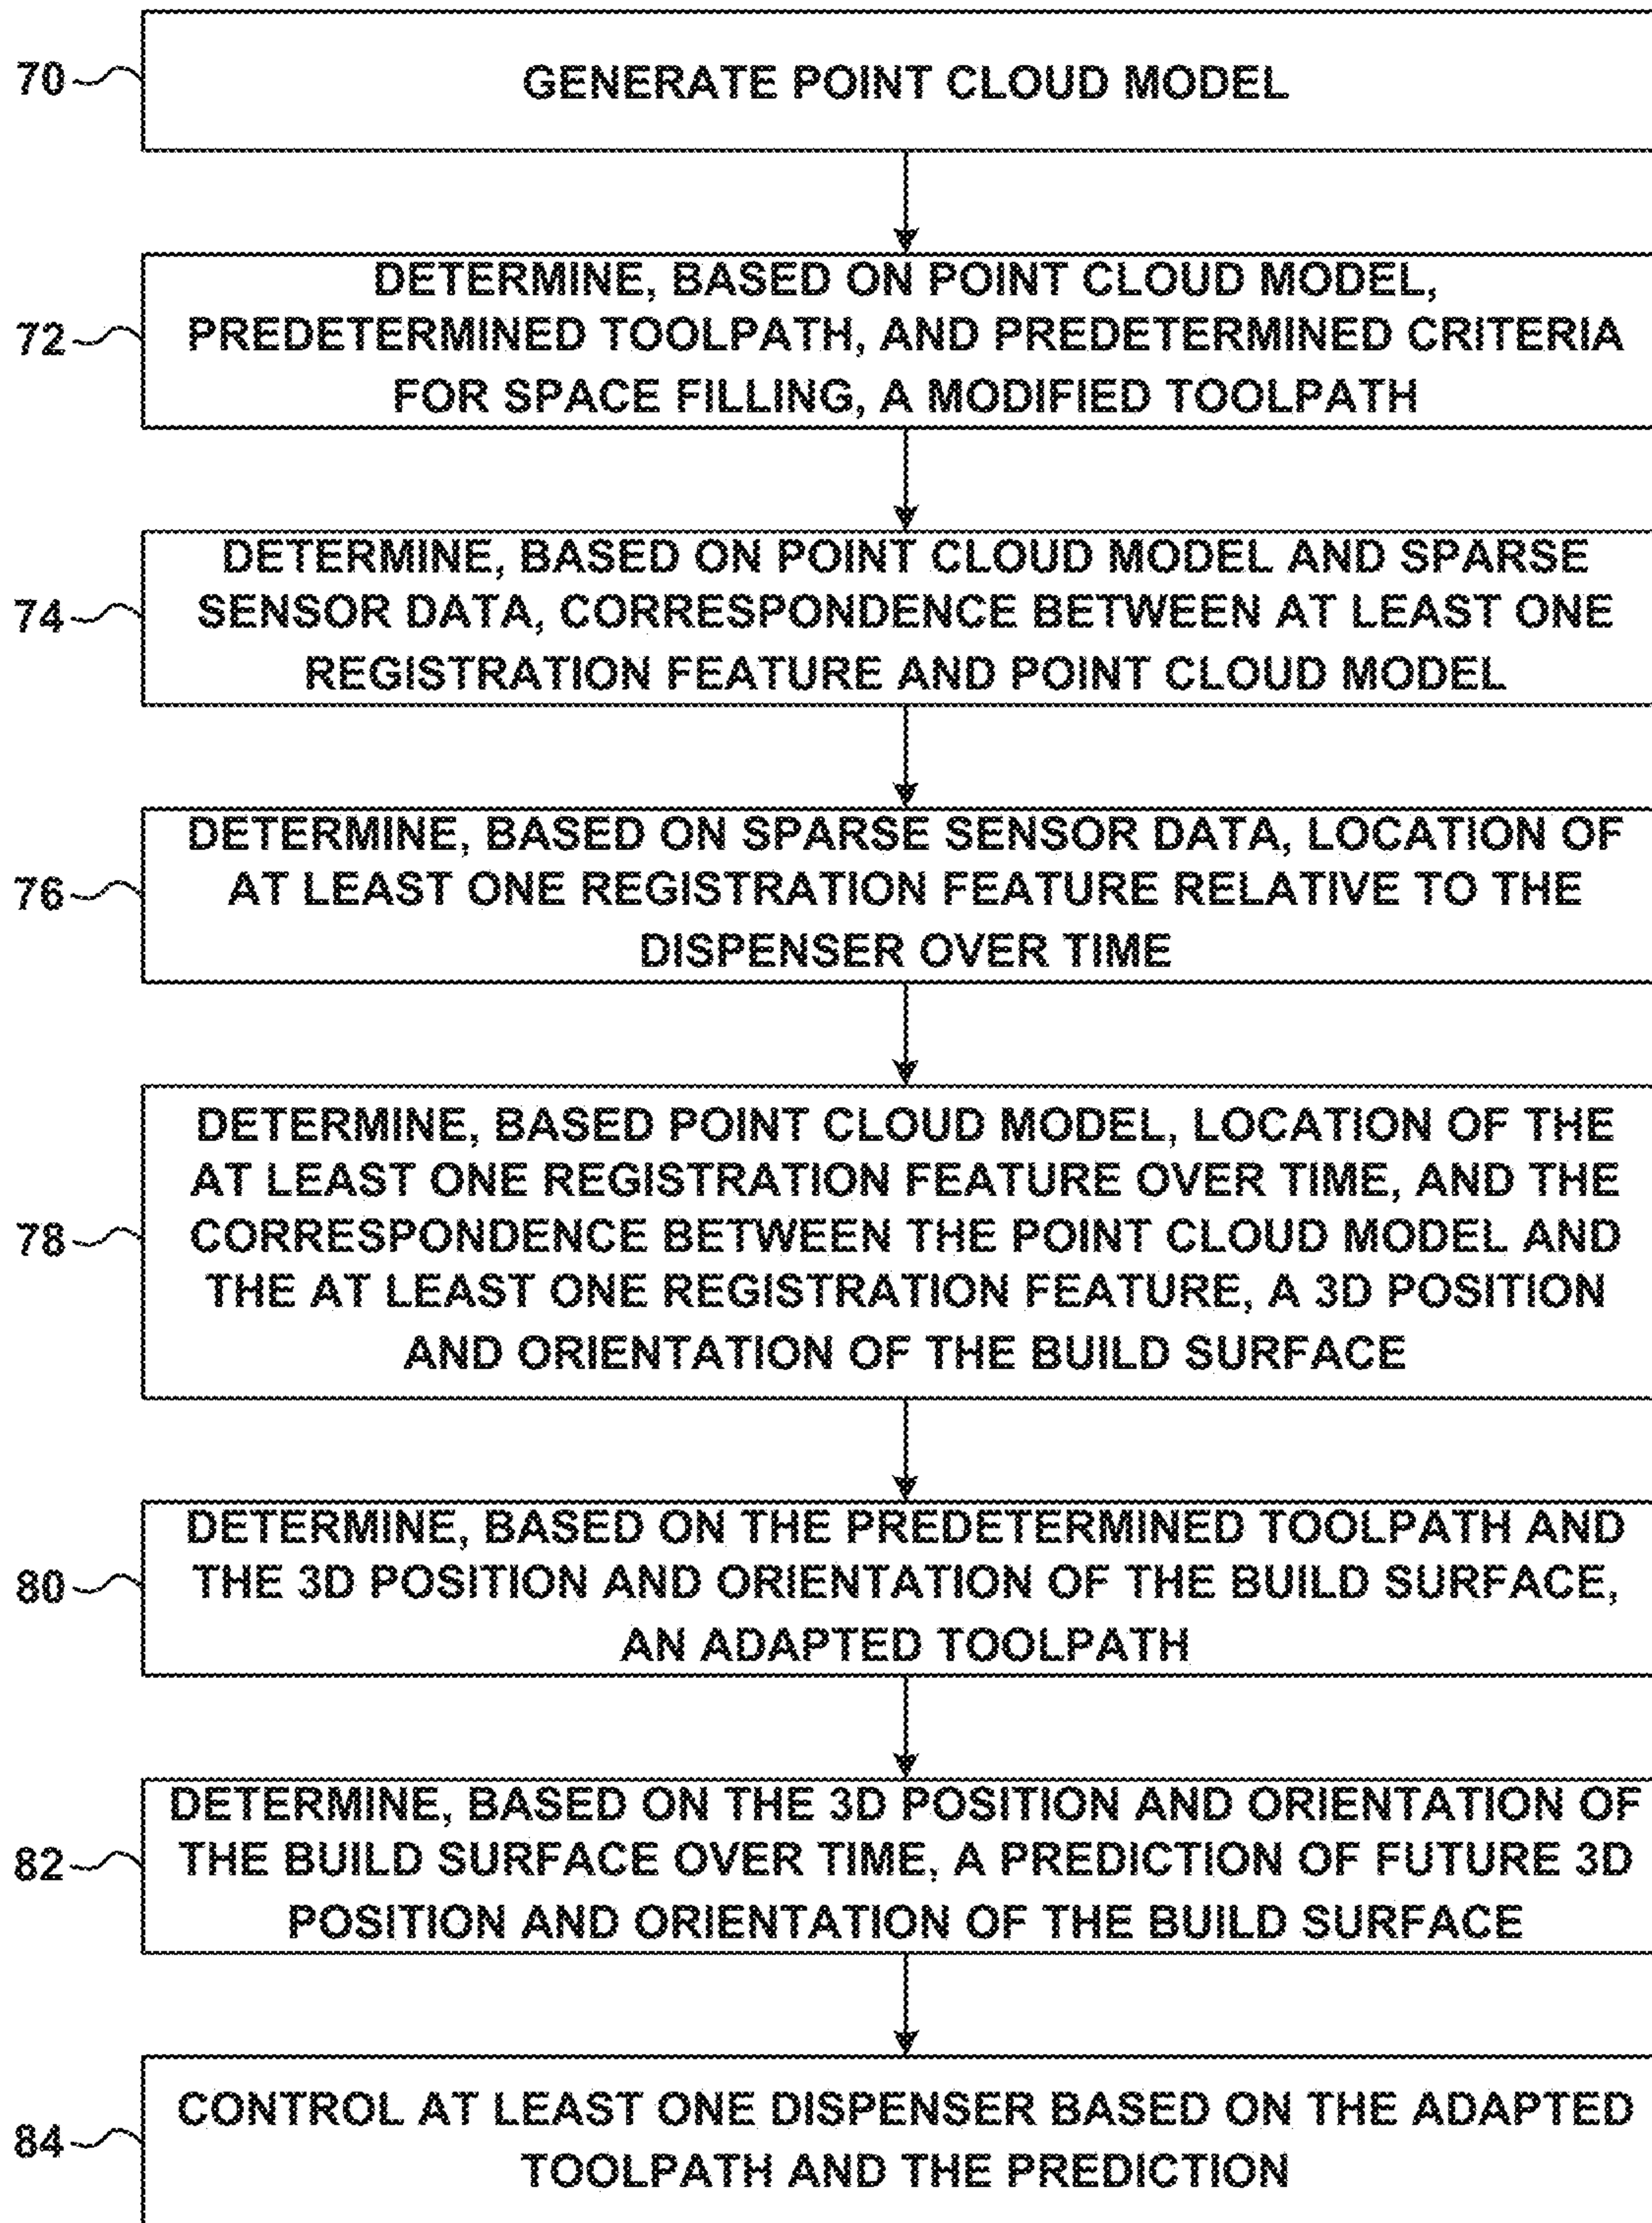 70
GENERATE POINT CLOUD MODEL
72
DETERMINE, BASED ON POINT CLOUD MODEL,
PREDETERMINED TOOLPATH, AND PREDETERMINED CRITERIA
FOR SPACE FILLING, A MODIFIED TOOLPATH
74
DETERMINE, BASED ON POINT CLOUD MODEL AND SPARSE
SENSOR DATA, CORRESPONDENCE BETWEEN AT LEAST ONE
REGISTRATION FEATURE AND POINT CLOUD MODEL
76
DETERMINE, BASED ON SPARSE SENSOR DATA, LOCATION OF
AT LEAST ONE REGISTRATION FEATURE RELATIVE TO THE
DISPENSER OVER TIME
78
DETERMINE, BASED POINT CLOUD MODEL, LOCATION OF THE
AT LEAST ONE REGISTRATION FEATURE OVER TIME, AND THE
CORRESPONDENCE BETWEEN THE POINT CLOUD MODEL AND
THE AT LEAST ONE REGISTRATION FEATURE, A 3D POSITION
AND ORIENTATION OF THE BUILD SURFACE
80
DETERMINE, BASED ON THE PREDETERMINED TOOLPATH AND
THE 3D POSITION AND ORIENTATION OF THE BUILD SURFACE,
AN ADAPTED TOOLPATH
82
DETERMINE, BASED ON THE 3D POSITION AND ORIENTATION OF
THE BUILD SURFACE OVER TIME, A PREDICTION OF FUTURE 3D
POSITION AND ORIENTATION OF THE BUILD SURFACE
84
CONTROL AT LEAST ONE DISPENSER BASED ON THE ADAPTED
TOOLPATH AND THE PREDICTION